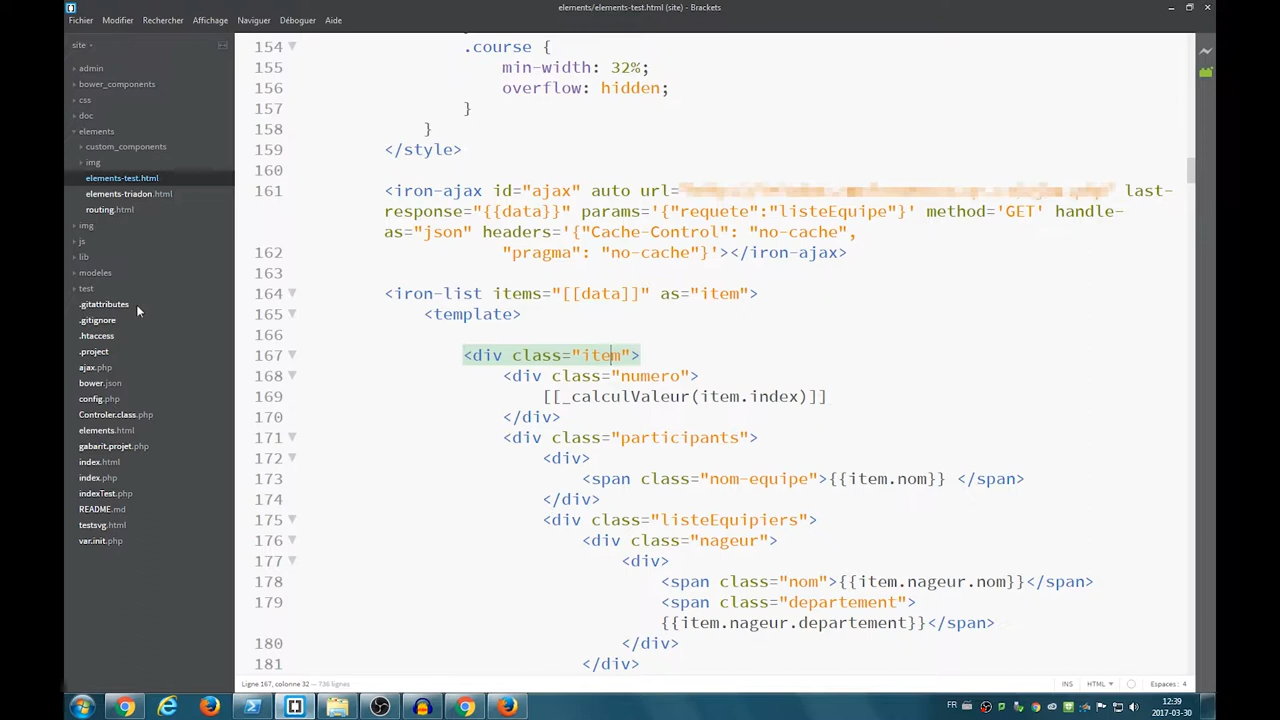 elements/elements-test.html (site) - Brackets
Fichier Modifier Rechercher Affichage Naviguer Déboguer Aide
site
admin
bower_components
css
doc
elements
custom_components
img
elements-test.html
elements-triadon.html
routing.html
img
js
lib
modeles
test
.gitattributes
.gitignore
.htaccess
.project
ajax.php
bower.json
config.php
Controler.class.php
elements.html
gabarit.projet.php
index.html
index.php
indexTest.php
README.md
testsvg.html
var.init.php
154 .course {
155 min-width: 32%;
156 overflow: hidden;
157 }
158 }
159 </style>
160
161 <iron-ajax id="ajax" auto url= last-
response="{{data}}" params='{"requete":"listeEquipe"}' method='GET' handle-
as="json" headers='{"Cache-Control": "no-cache",
162 "pragma": "no-cache"}'></iron-ajax>
163
164 <iron-list items="[[data]]" as="item">
165 <template>
166
167 <div class="item">
168 <div class="numero">
169 [[_calculValeur(item.index)]]
170 </div>
171 <div class="participants">
172 <div>
173 <span class="nom-equipe">{{item.nom}} </span>
174 </div>
175 <div class="listeEquipiers">
176 <div class="nageur">
177 <div>
178 <span class="nom">{{item.nageur.nom}}</span>
179 <span class="departement">
{{item.nageur.departement}}</span>
180 </div>
181 </div>
Ligne 167, colonne 32 — 736 lignes
INS HTML Espaces : 4
FR
12:39
2017-03-30